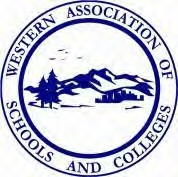 WESTERN ASSOCIATION OF
SCHOOLS AND COLLEGES